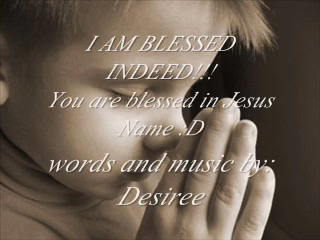 I AM BLESSED
INDEED!!!
You are blessed in Jesus
Name :D
words and music by:
Desiree